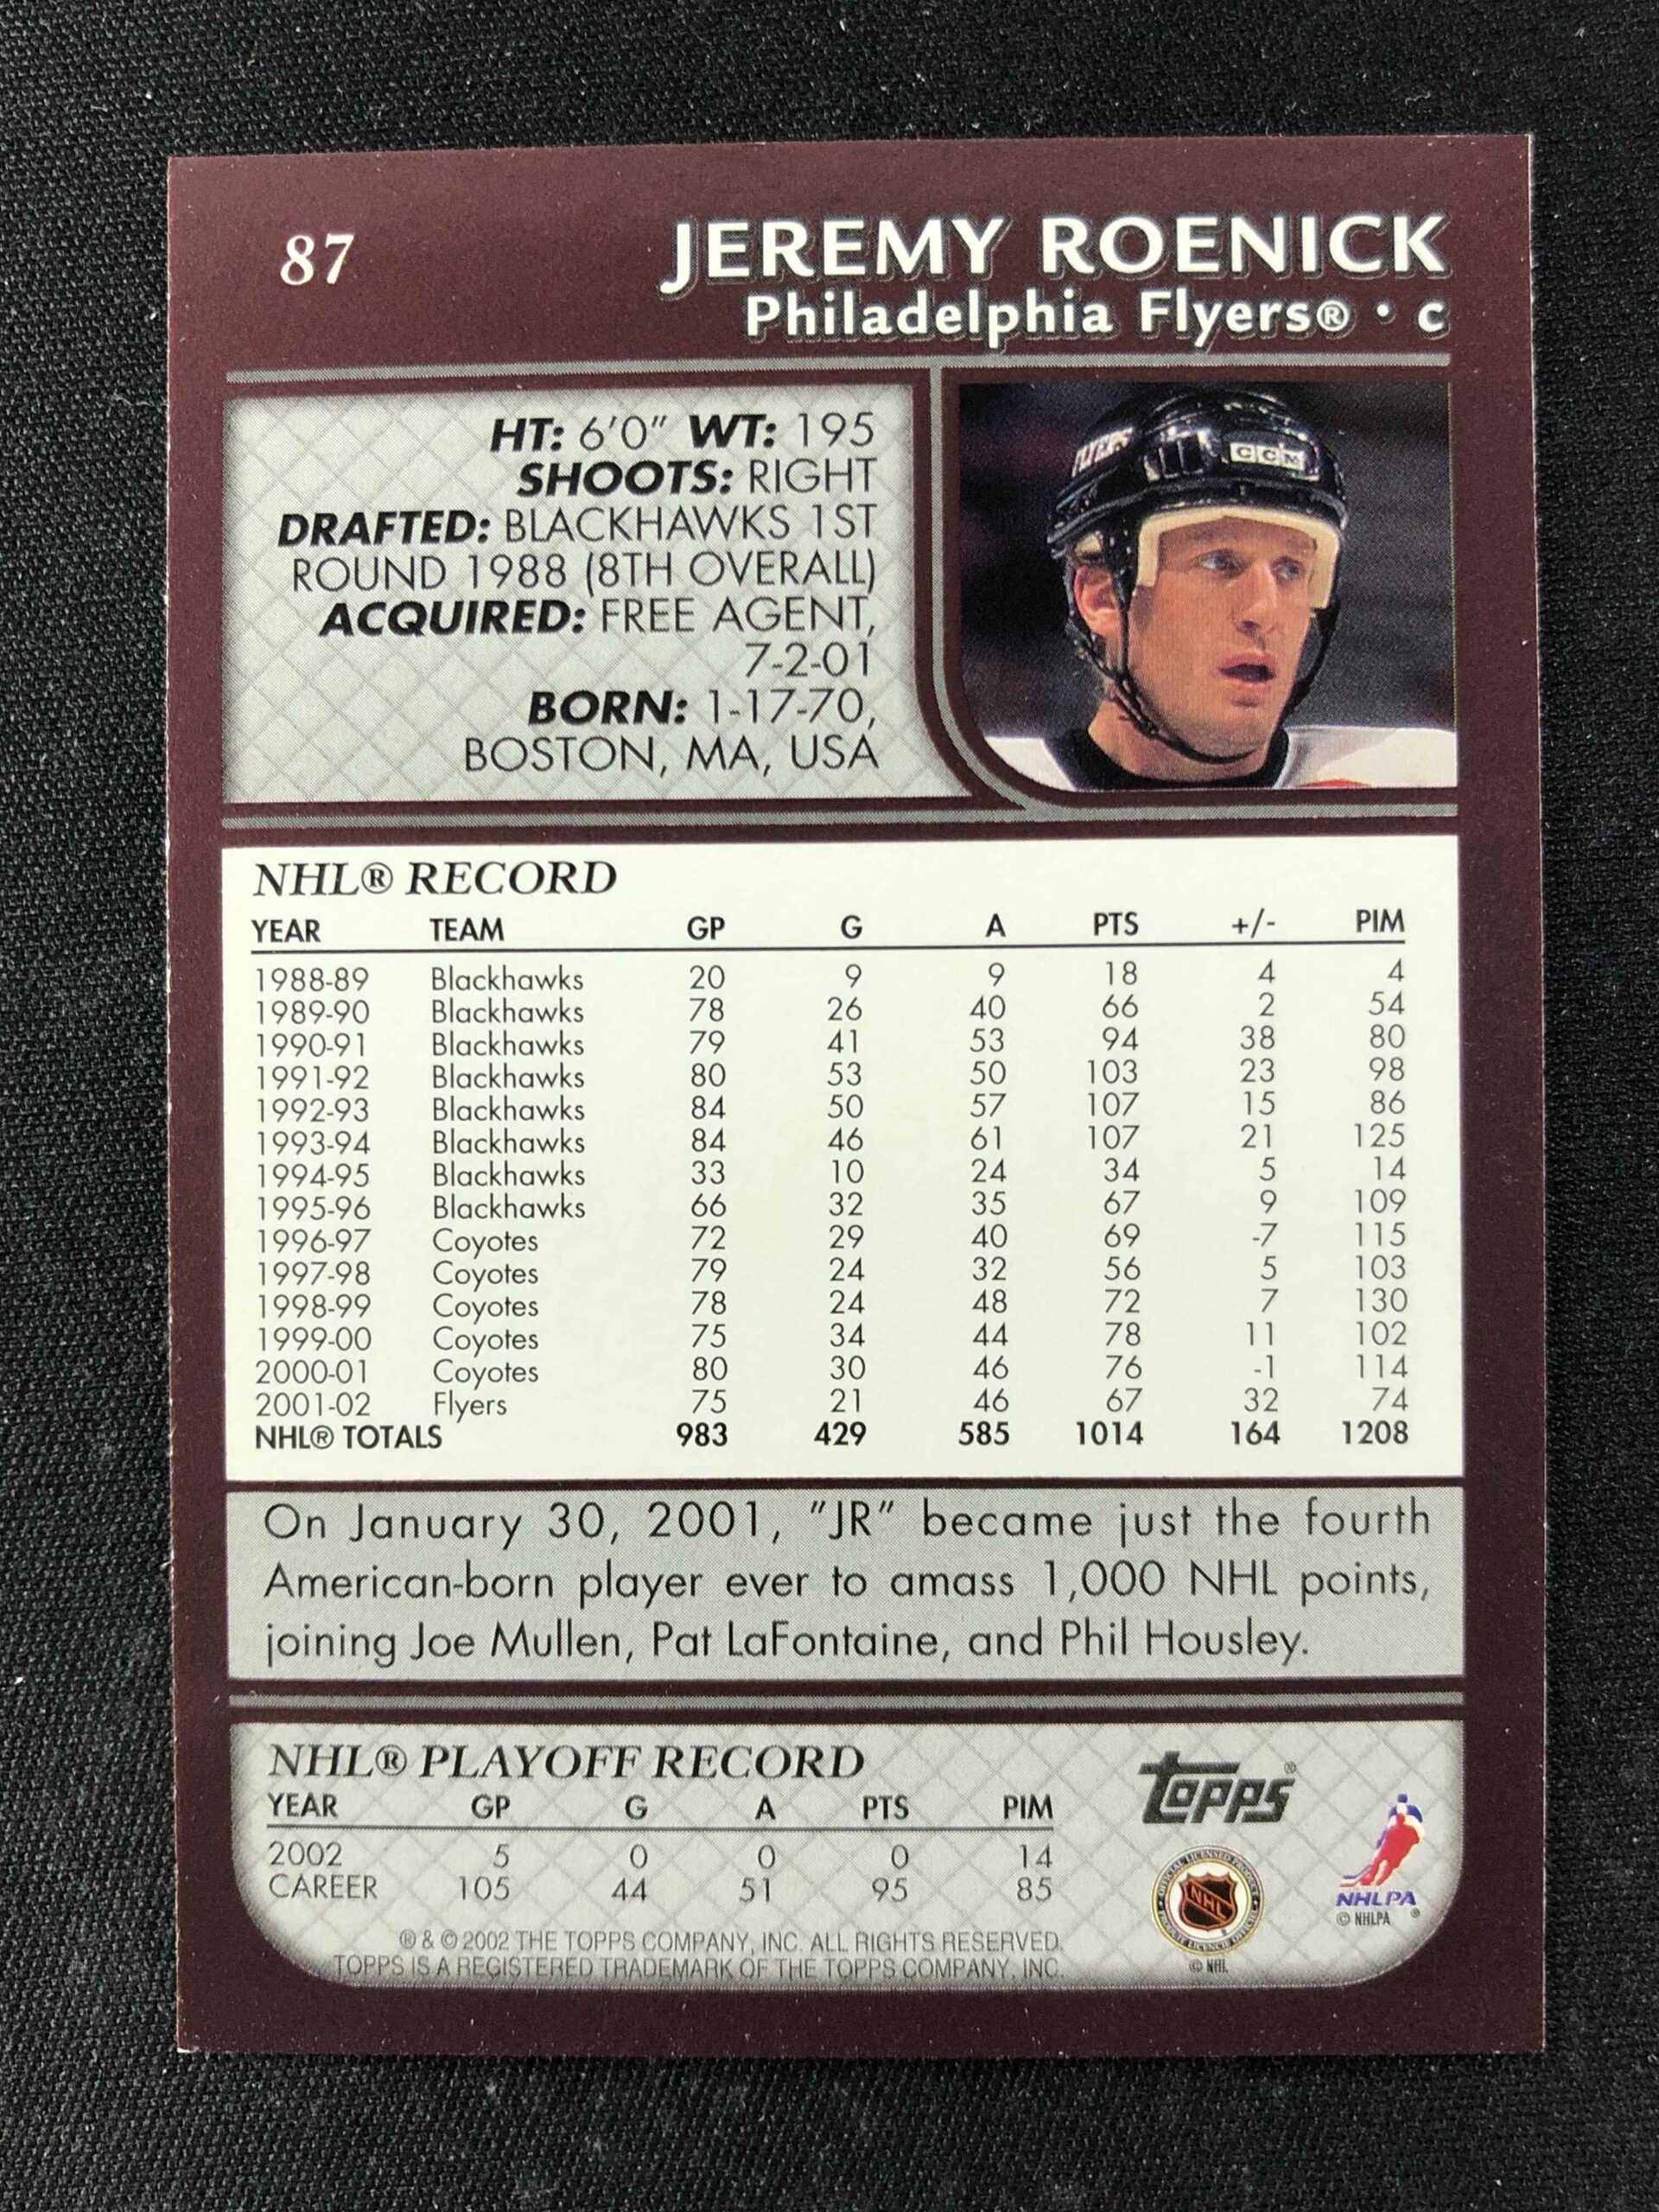 87
JEREMY ROENICK
Philadelphia Flyers® · C
HT: 6'0" WT: 195
SHOOTS: RIGHT
DRAFTED: BLACKHAWKS 1ST
ROUND 1988 (8TH OVERALL)
ACQUIRED: FREE AGENT,
7-2-01
BORN: 1-17-70,
BOSTON, MA, USA
FLYERS
CCM
NHL® RECORD
YEAR TEAM GP G A PTS +/- PIM
1988-89 Blackhawks 20 9 9 18 4 4
1989-90 Blackhawks 78 26 40 66 2 54
1990-91 Blackhawks 79 41 53 94 38 80
1991-92 Blackhawks 80 53 50 103 23 98
1992-93 Blackhawks 84 50 57 107 15 86
1993-94 Blackhawks 84 46 61 107 21 125
1994-95 Blackhawks 33 10 24 34 5 14
1995-96 Blackhawks 66 32 35 67 9 109
1996-97 Coyotes 72 29 40 69 -7 115
1997-98 Coyotes 79 24 32 56 5 103
1998-99 Coyotes 78 24 48 72 7 130
1999-00 Coyotes 75 34 44 78 11 102
2000-01 Coyotes 80 30 46 76 -1 114
2001-02 Flyers 75 21 46 67 32 74
NHL® TOTALS 983 429 585 1014 164 1208
On January 30, 2001, "JR" became just the fourth
American-born player ever to amass 1,000 NHL points,
joining Joe Mullen, Pat LaFontaine, and Phil Housley.
NHL® PLAYOFF RECORD
YEAR GP G A PTS PIM
2002 5 0 0 0 14
CAREER 105 44 51 95 85
® & © 2002 THE TOPPS COMPANY, INC. ALL RIGHTS RESERVED.
TOPPS IS A REGISTERED TRADEMARK OF THE TOPPS COMPANY, INC.
Topps®
OFFICIAL LICENSED PRODUCT
NHL
© NHL
NHLPA
© NHLPA ®